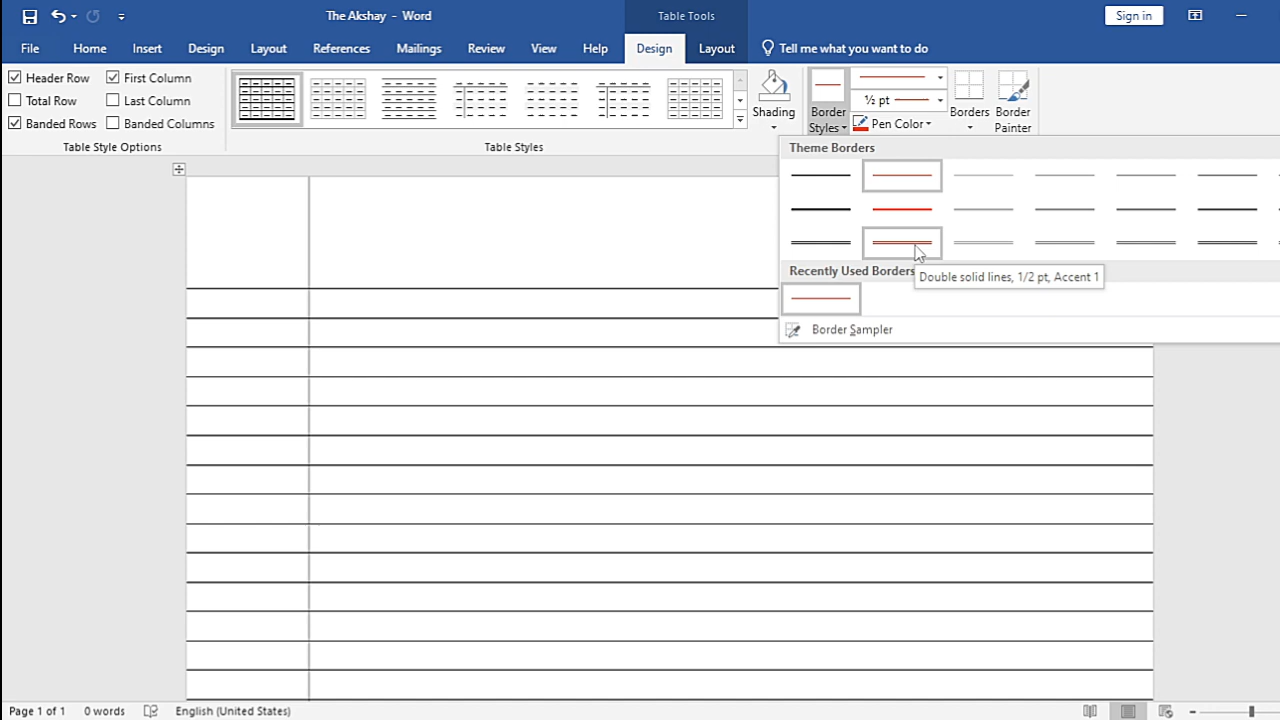 The Akshay - Word
Table Tools
Sign in
File Home Insert Design Layout References Mailings Review View Help Design Layout Tell me what you want to do
Header Row First Column
Total Row Last Column
Banded Rows Banded Columns
Table Style Options
Table Styles
Shading
Border Styles
½ pt
Pen Color
Borders
Border Painter
Theme Borders
Recently Used Borders
Double solid lines, 1/2 pt, Accent 1
Border Sampler
Page 1 of 1 0 words English (United States)